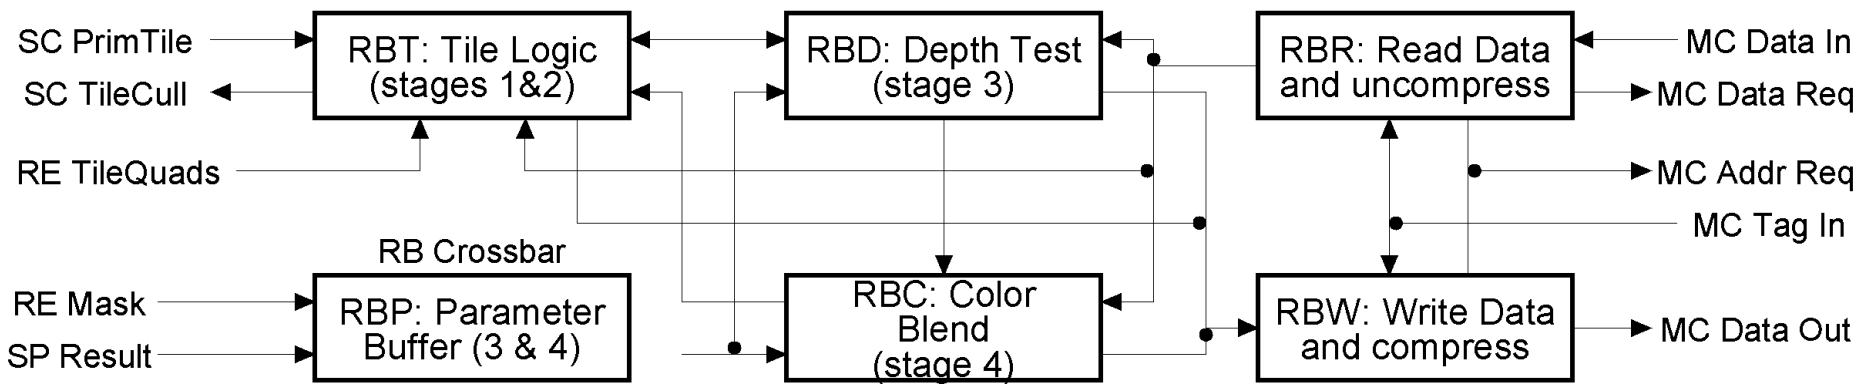 SC PrimTile
SC TileCull
RE TileQuads
RBT: Tile Logic
(stages 1&2)
RBD: Depth Test
(stage 3)
RBR: Read Data
and uncompress
MC Data In
MC Data Req
MC Addr Req
MC Tag In
RB Crossbar
RE Mask
SP Result
RBP: Parameter
Buffer (3 & 4)
RBC: Color
Blend
(stage 4)
RBW: Write Data
and compress
MC Data Out